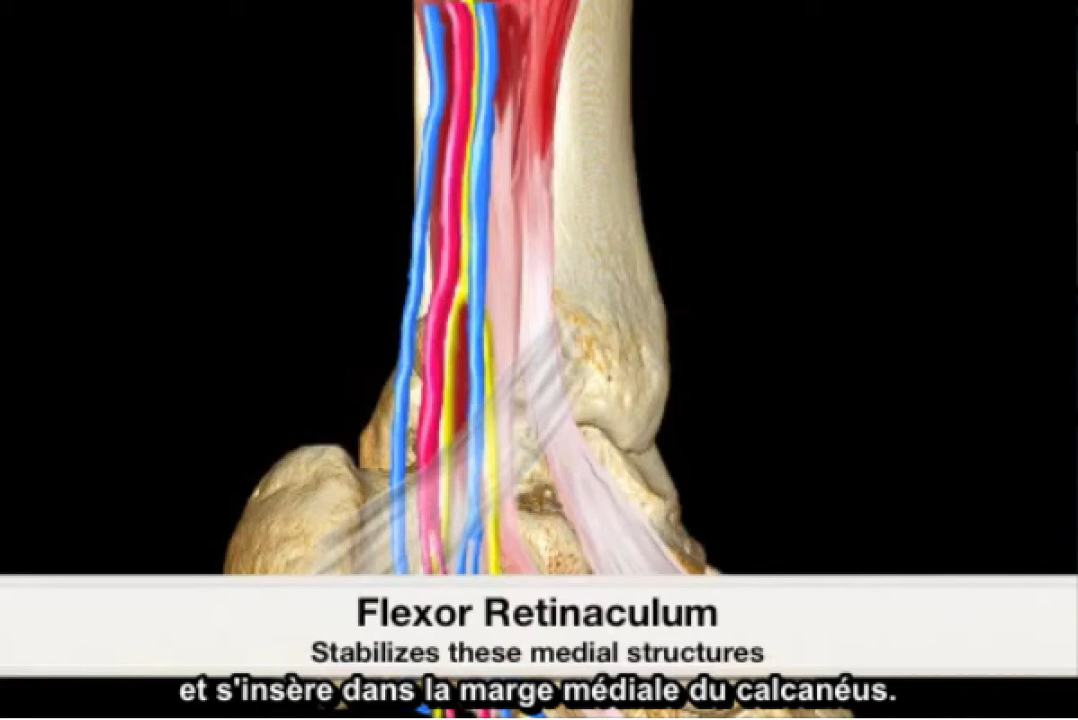 Flexor Retinaculum
Stabilizes these medial structures
et s'insère dans la marge médiale du calcanéus.